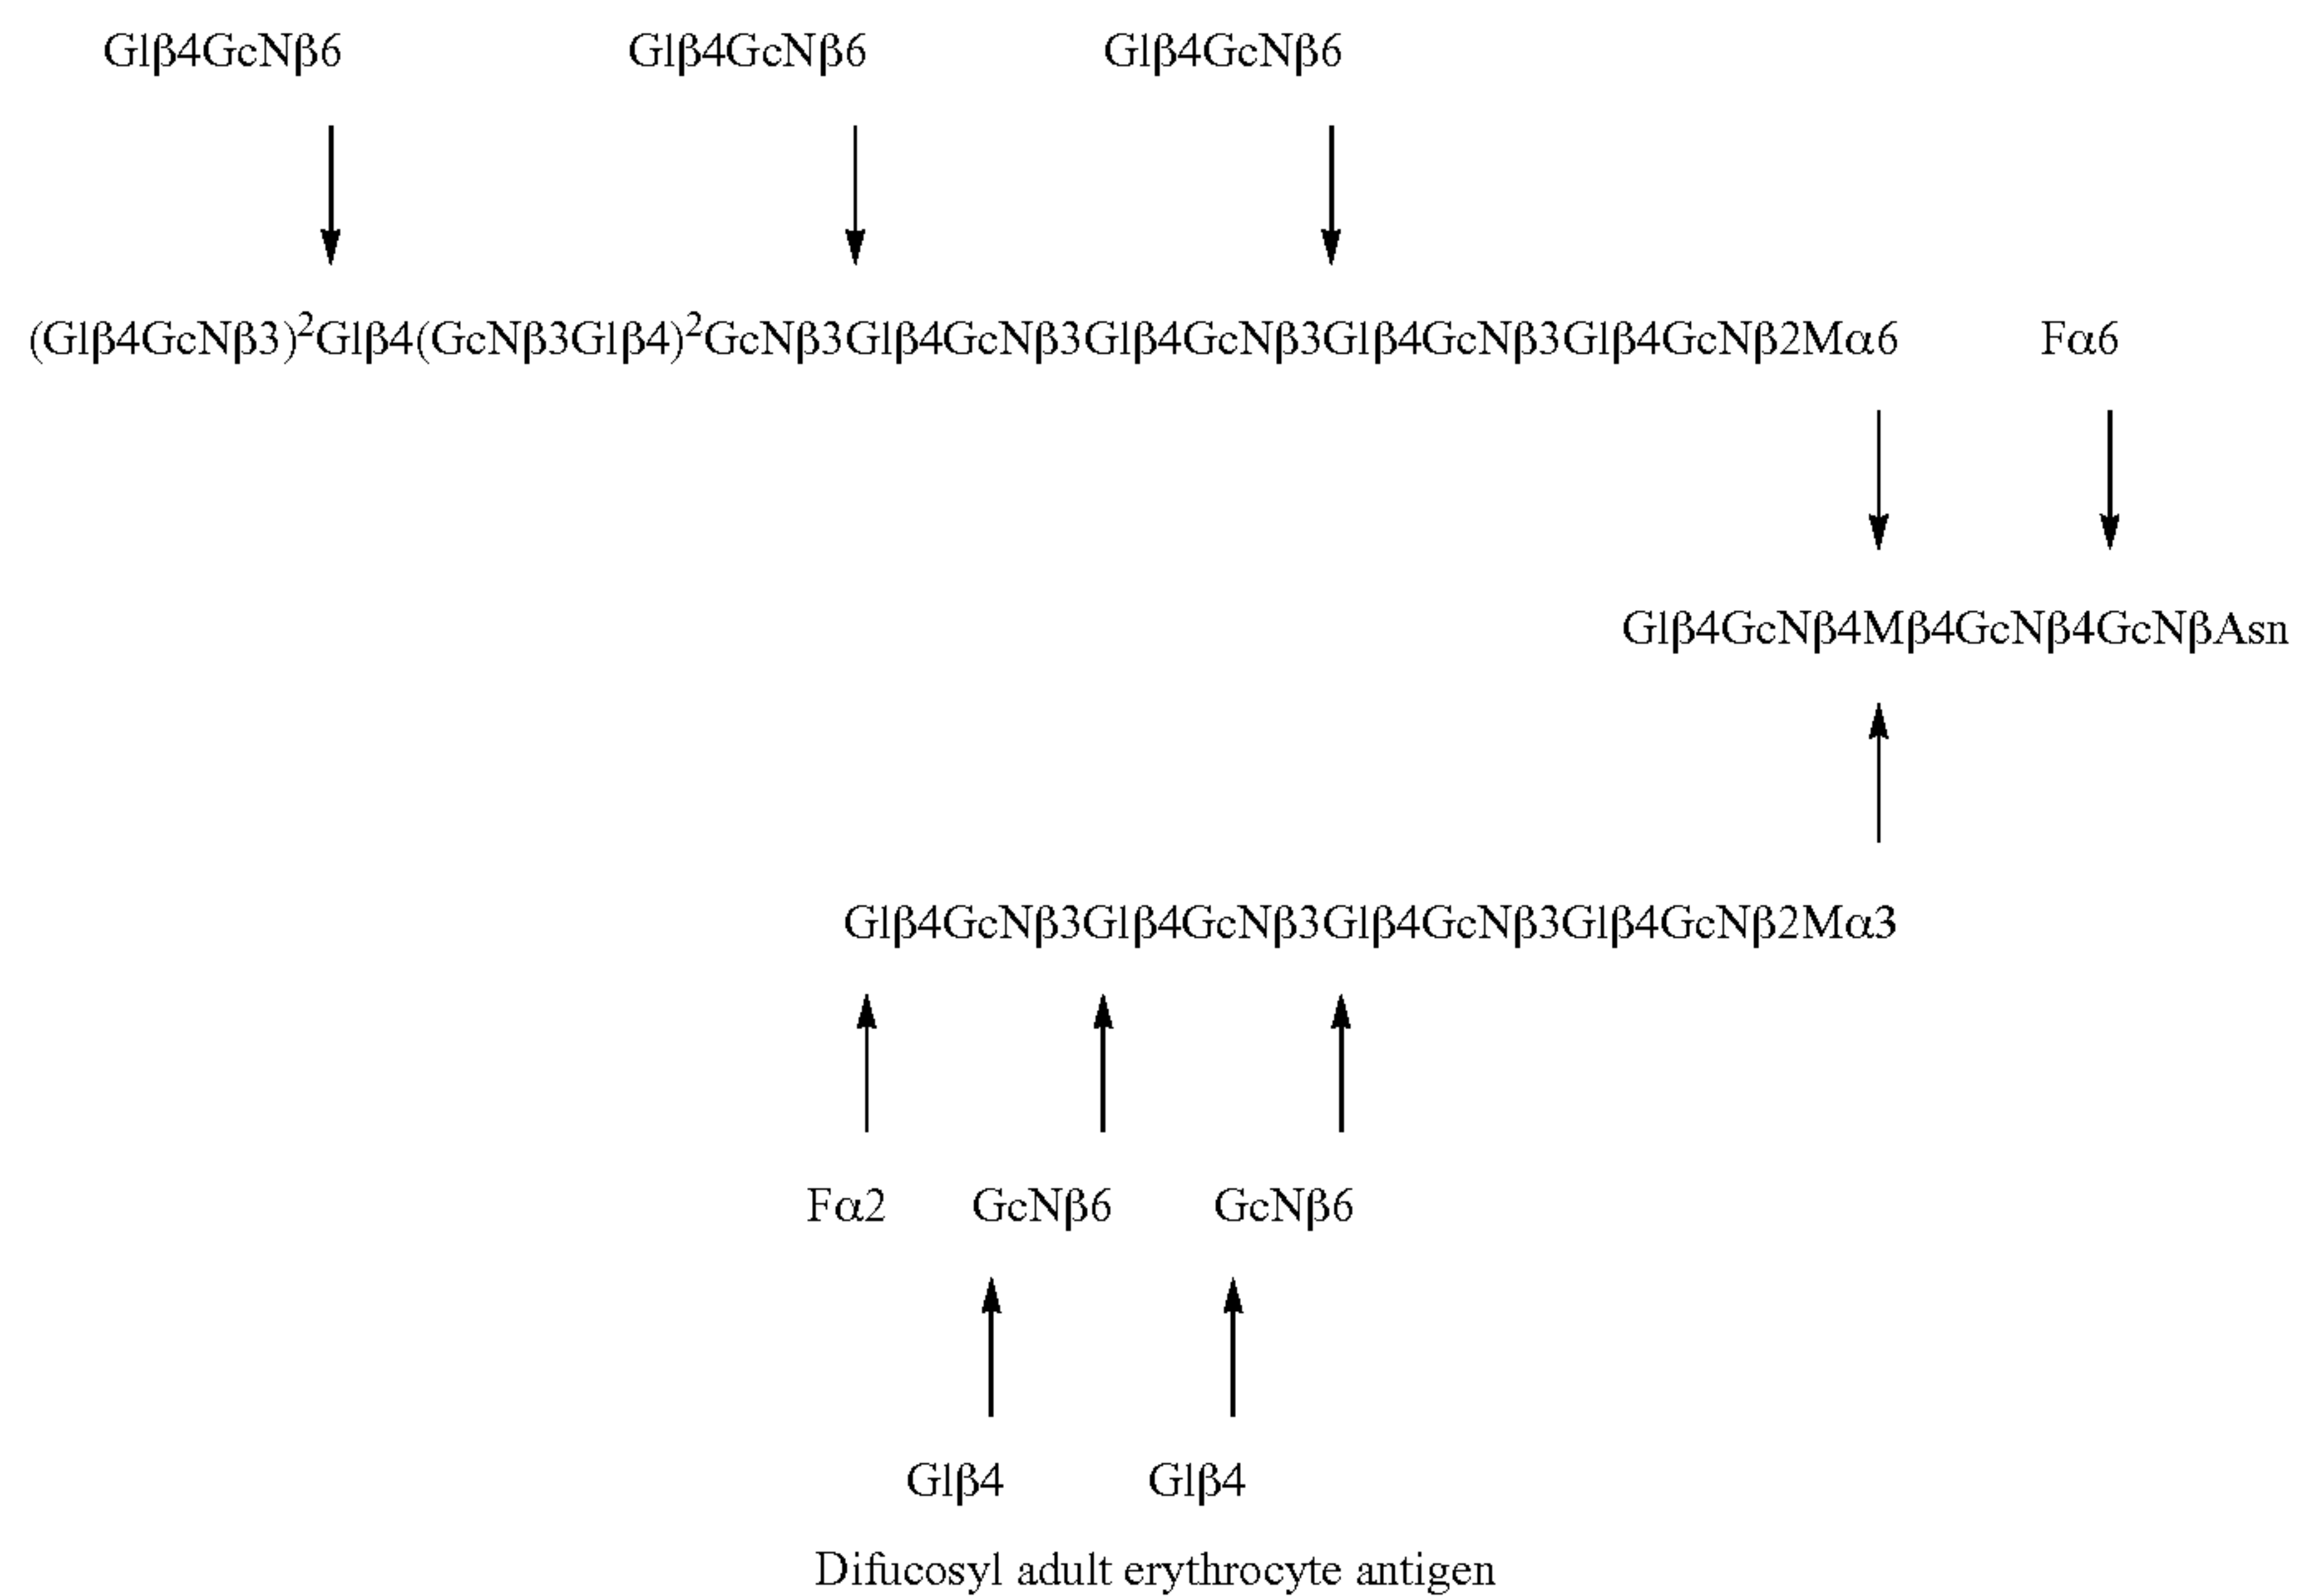 Glβ4GcNβ6 Glβ4GcNβ6 Glβ4GcNβ6
(Glβ4GcNβ3)²Glβ4(GcNβ3Glβ4)²GcNβ3Glβ4GcNβ3Glβ4GcNβ3Glβ4GcNβ3Glβ4GcNβ2Mα6 Fα6
Glβ4GcNβ4Mβ4GcNβ4GcNβAsn
Glβ4GcNβ3Glβ4GcNβ3Glβ4GcNβ3Glβ4GcNβ2Mα3
Fα2 GcNβ6 GcNβ6
Glβ4 Glβ4
Difucosyl adult erythrocyte antigen